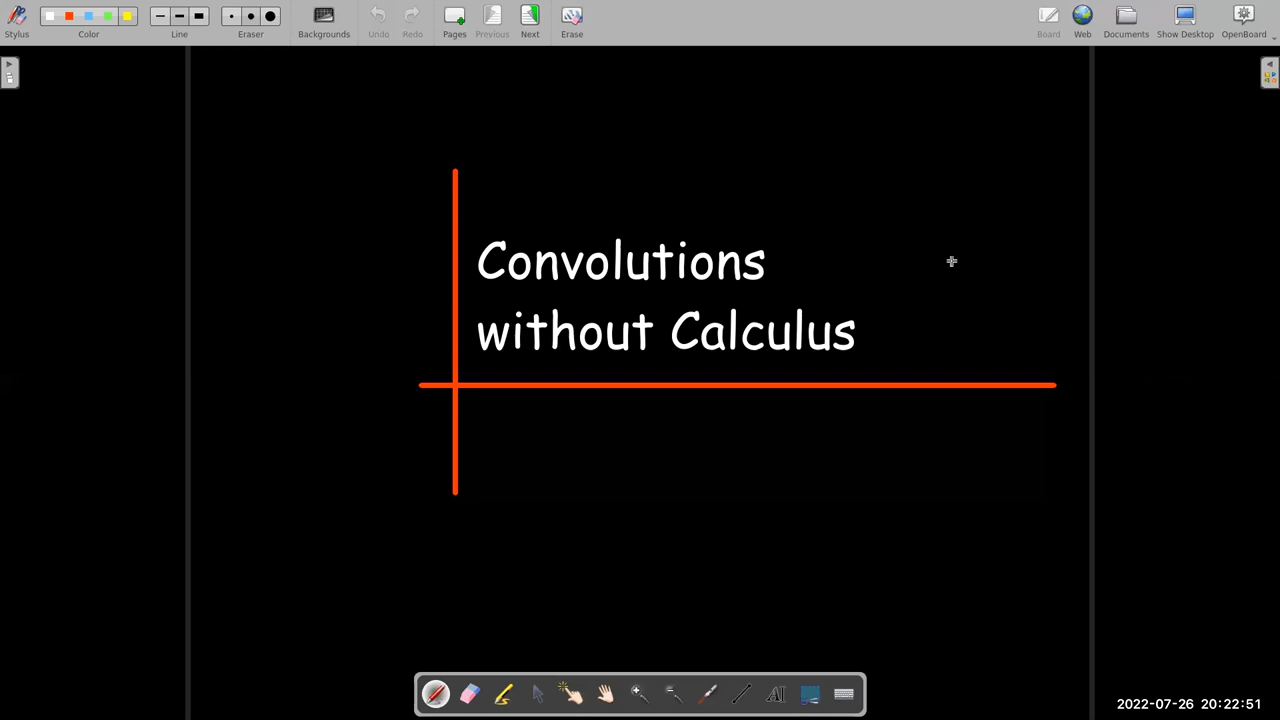 Stylus
Color
Line
Eraser
Backgrounds
Undo
Redo
Pages
Previous
Next
Erase
Board
Web
Documents
Show Desktop
OpenBoard
Convolutions
without Calculus
AI
2022-07-26 20:22:51